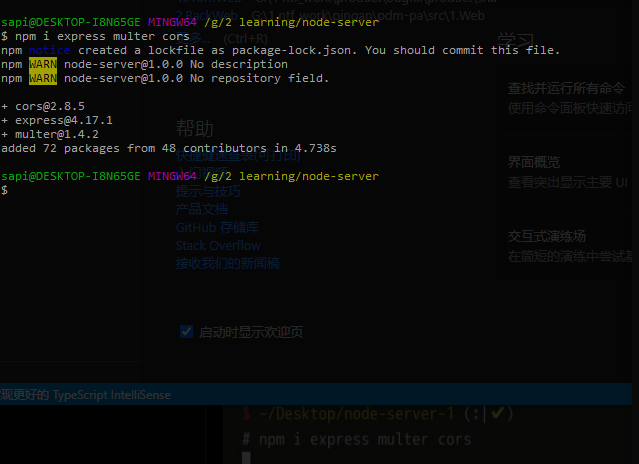 sapi@DESKTOP-I8N65GE MINGW64 /g/2 learning/node-server
$ npm i express multer cors
npm notice created a lockfile as package-lock.json. You should commit this file.
npm WARN node-server@1.0.0 No description
npm WARN node-server@1.0.0 No repository field.
+ cors@2.8.5
+ express@4.17.1
+ multer@1.4.2
added 72 packages from 48 contributors in 4.738s
sapi@DESKTOP-I8N65GE MINGW64 /g/2 learning/node-server
$
(Ctrl+R)
帮助
快捷键速查表(可打印)
提示与技巧
产品文档
GitHub 存储库
Stack Overflow
接收我们的新闻稿
启动时显示欢迎页
学习
查找并运行所有命令
使用命令面板快速访问
界面概览
查看突出显示主要 UI
交互式演练场
在简短的演练中尝试基
现更好的 TypeScript IntelliSense
$ ~/Desktop/node-server-1 (:|✔)
# npm i express multer cors